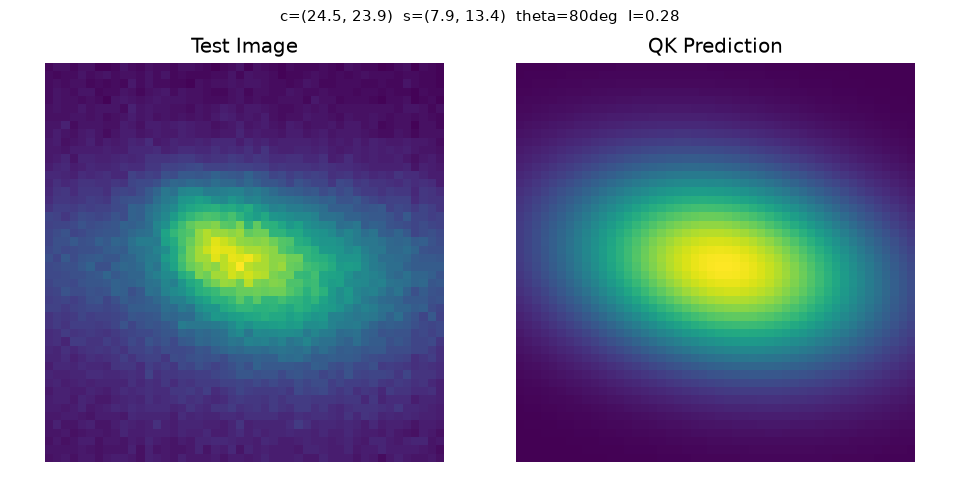 c=(24.5, 23.9)  s=(7.9, 13.4)  theta=80deg  I=0.28
Test Image
QK Prediction